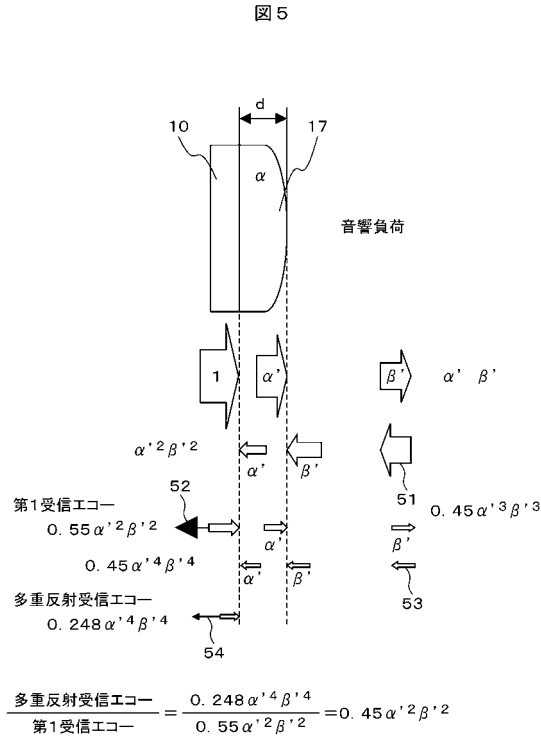 図5
d
10
17
α
音響負荷
1
α'
β'
α' β'
α'²β'²
α'
β'
51
第1受信エコー
52
0.55α'²β'²
α'
β'
0.45α'³β'³
0.45α'⁴β'⁴
α'
β'
53
多重反射受信エコー
0.248α'⁴β'⁴
54
多重反射受信エコー
第1受信エコー
=
0.248α'⁴β'⁴
0.55α'²β'²
=0.45α'²β'²